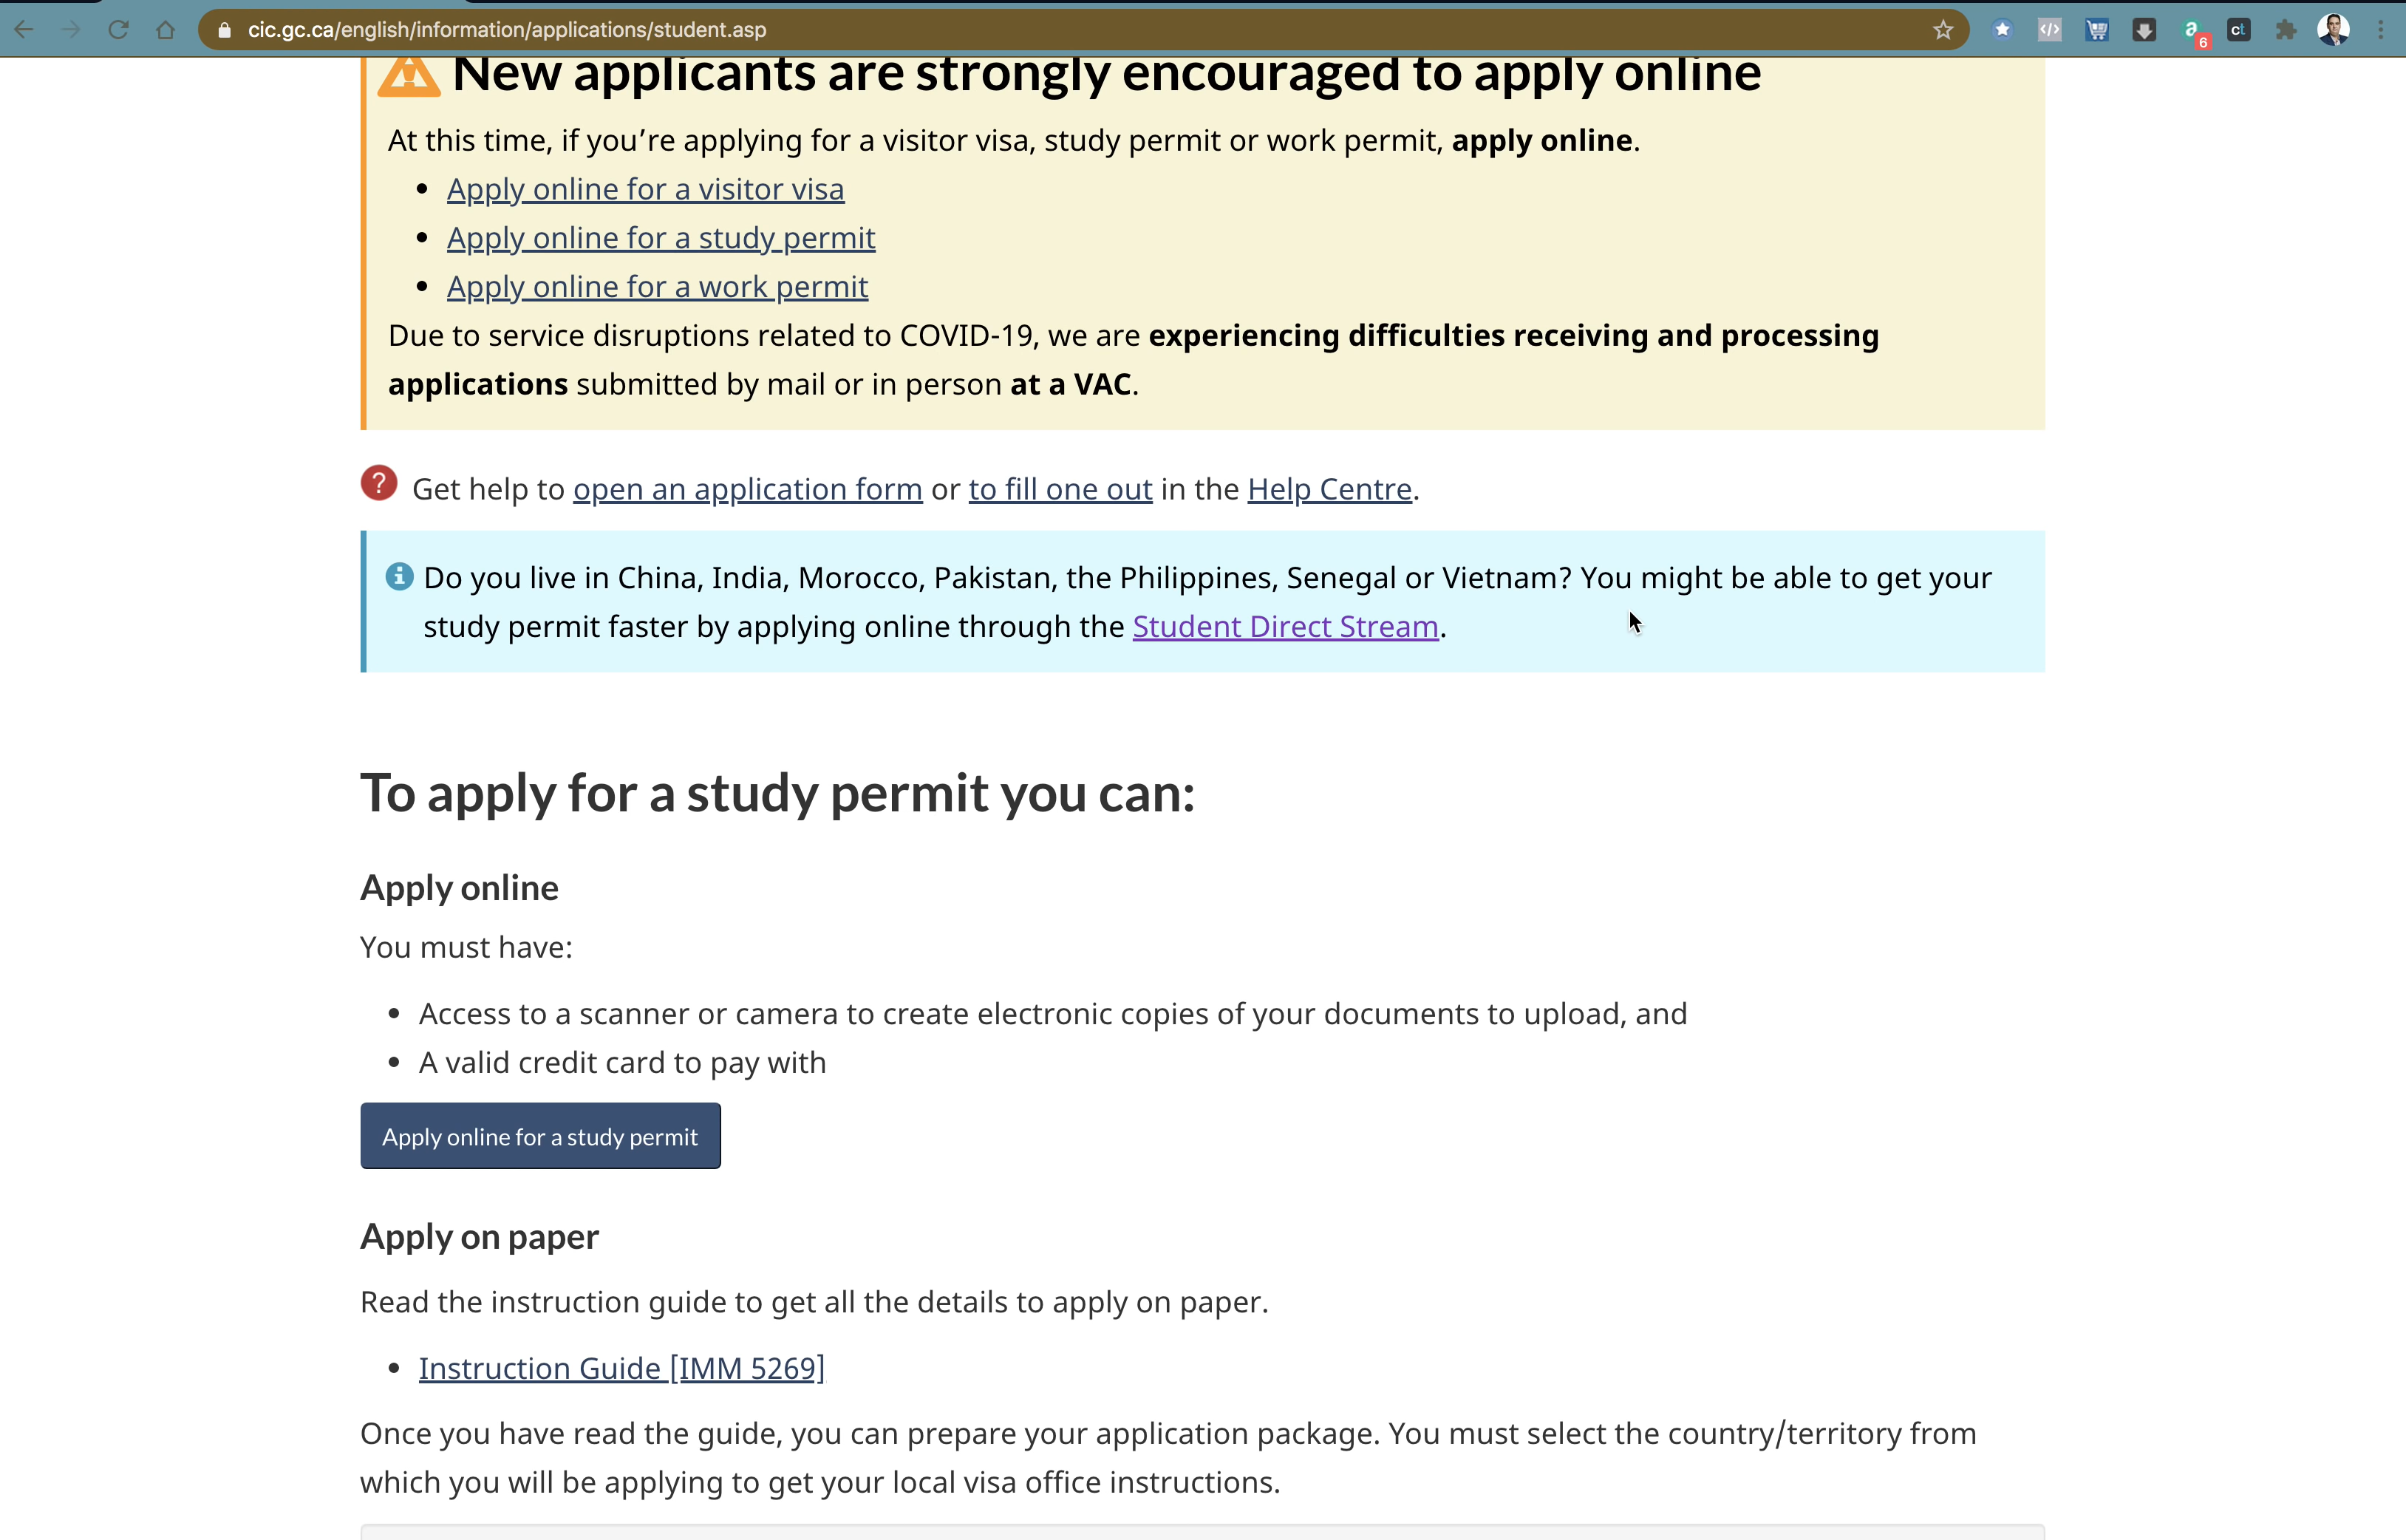 cic.gc.ca/english/information/applications/student.asp
</> a 6 ct
New applicants are strongly encouraged to apply online
At this time, if you’re applying for a visitor visa, study permit or work permit, apply online.
• Apply online for a visitor visa
• Apply online for a study permit
• Apply online for a work permit
Due to service disruptions related to COVID-19, we are experiencing difficulties receiving and processing
applications submitted by mail or in person at a VAC.
? Get help to open an application form or to fill one out in the Help Centre.
Do you live in China, India, Morocco, Pakistan, the Philippines, Senegal or Vietnam? You might be able to get your
study permit faster by applying online through the Student Direct Stream.
To apply for a study permit you can:
Apply online
You must have:
• Access to a scanner or camera to create electronic copies of your documents to upload, and
• A valid credit card to pay with
Apply online for a study permit
Apply on paper
Read the instruction guide to get all the details to apply on paper.
• Instruction Guide [IMM 5269]
Once you have read the guide, you can prepare your application package. You must select the country/territory from
which you will be applying to get your local visa office instructions.